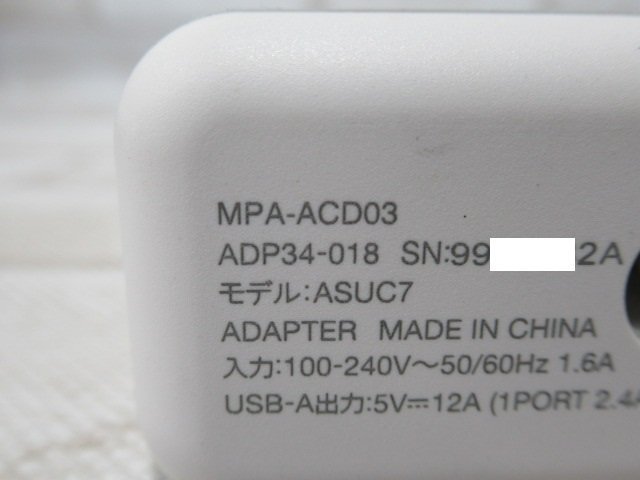 MPA-ACD03
ADP34-018 SN:99 2A
モデル:ASUC7
ADAPTER MADE IN CHINA
入力:100-240V～50/60Hz 1.6A
USB-A出力:5V⎓12A (1PORT 2.4A